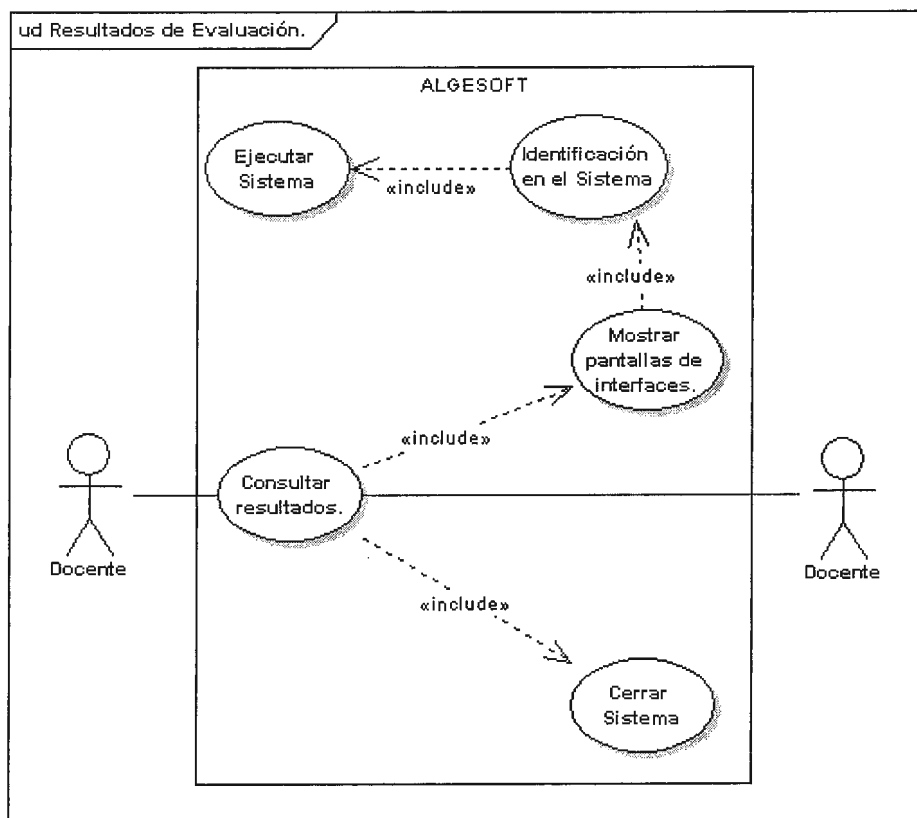 ud Resultados de Evaluación.
ALGESOFT
Ejecutar
Sistema
Identificación
en el Sistema
«include»
«include»
Mostrar
pantallas de
interfaces.
«include»
Consultar
resultados.
Docente
Docente
«include»
Cerrar
Sistema